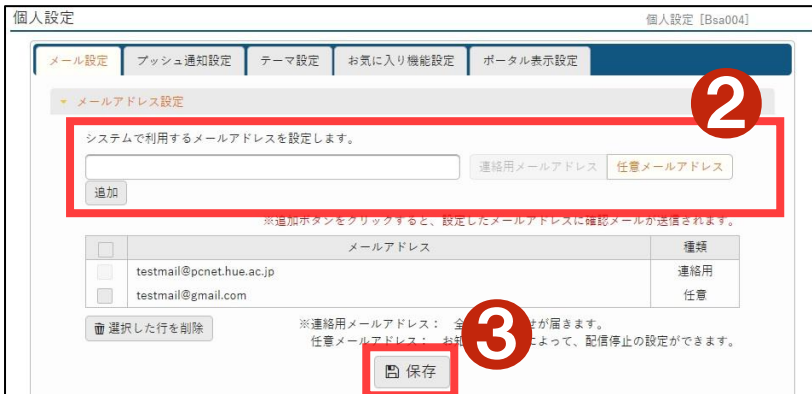 個人設定
個人設定 [Bsa004]
メール設定 プッシュ通知設定 テーマ設定 お気に入り機能設定 ポータル表示設定
メールアドレス設定
2
システムで利用するメールアドレスを設定します。
連絡用メールアドレス 任意メールアドレス
追加
※追加ボタンをクリックすると、設定したメールアドレスに確認メールが送信されます。
メールアドレス 種類
testmail@pcnet.hue.ac.jp 連絡用
testmail@gmail.com 任意
選択した行を削除
※連絡用メールアドレス: 全 せが届きます。
任意メールアドレス: お知 によって、配信停止の設定ができます。
3
保存